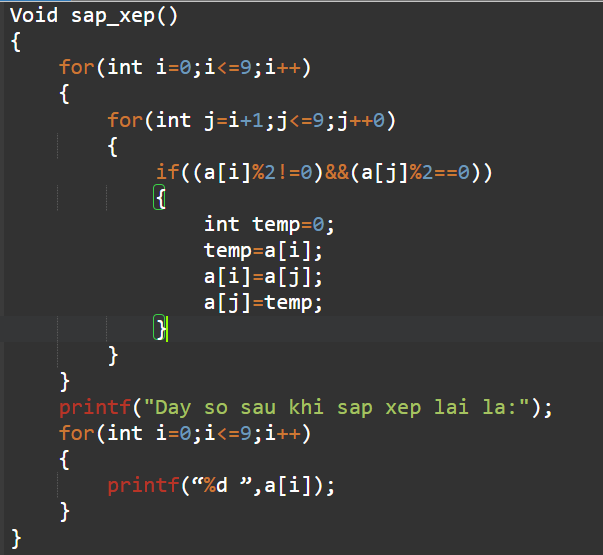 Void sap_xep()
{
    for(int i=0;i<=9;i++)
    {
        for(int j=i+1;j<=9;j++0)
        {
            if((a[i]%2!=0)&&(a[j]%2==0))
            {
                int temp=0;
                temp=a[i];
                a[i]=a[j];
                a[j]=temp;
            }
        }
    }
    printf("Day so sau khi sap xep lai la:");
    for(int i=0;i<=9;i++)
    {
        printf(“%d ”,a[i]);
    }
}